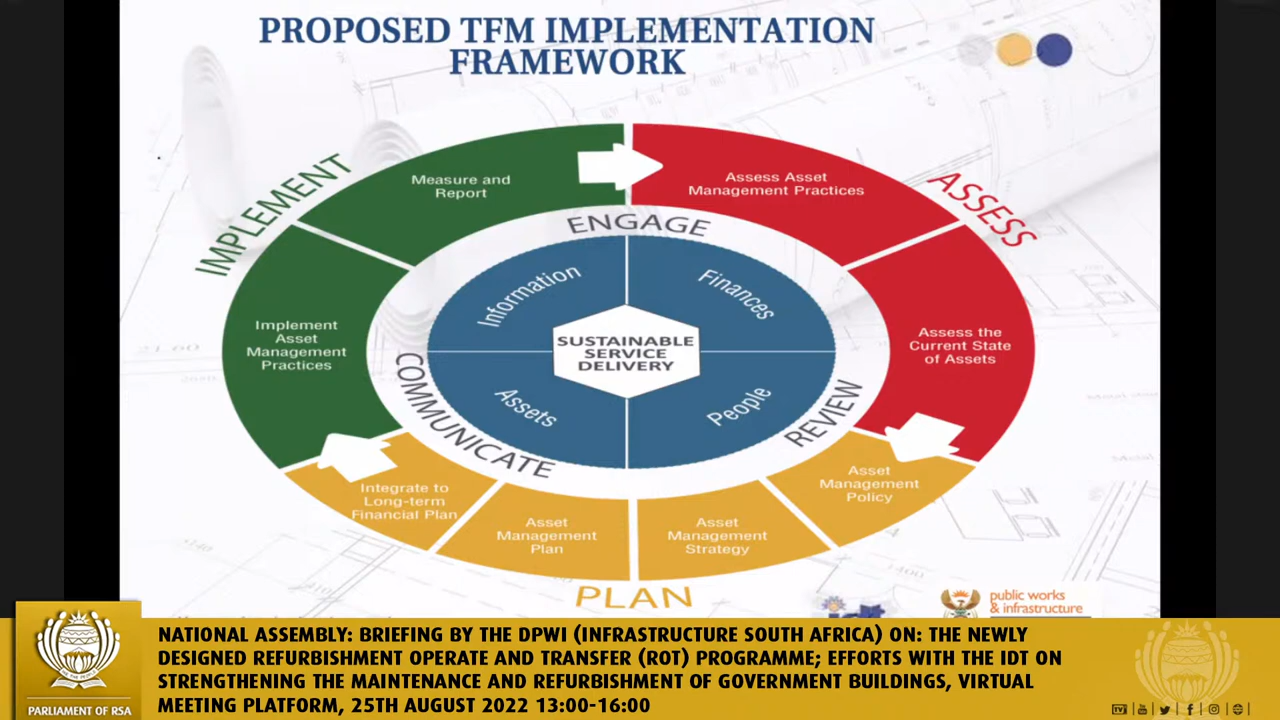 PROPOSED TFM IMPLEMENTATION
FRAMEWORK
IMPLEMENT
Measure and
Report
Assess Asset
Management Practices
ASSESS
ENGAGE
Information
Finances
Implement
Asset
Management
Practices
SUSTAINABLE
SERVICE
DELIVERY
Assess the
Current State
of Assets
COMMUNICATE
Assets
People
REVIEW
Integrate to
Long-term
Financial Plan
Asset
Management
Plan
Asset
Management
Strategy
Asset
Management
Policy
PLAN
public works
& infrastructure
NATIONAL ASSEMBLY: BRIEFING BY THE DPWI (INFRASTRUCTURE SOUTH AFRICA) ON: THE NEWLY
DESIGNED REFURBISHMENT OPERATE AND TRANSFER (ROT) PROGRAMME; EFFORTS WITH THE IDT ON
STRENGTHENING THE MAINTENANCE AND REFURBISHMENT OF GOVERNMENT BUILDINGS, VIRTUAL
MEETING PLATFORM, 25TH AUGUST 2022 13:00-16:00
PARLIAMENT OF RSA